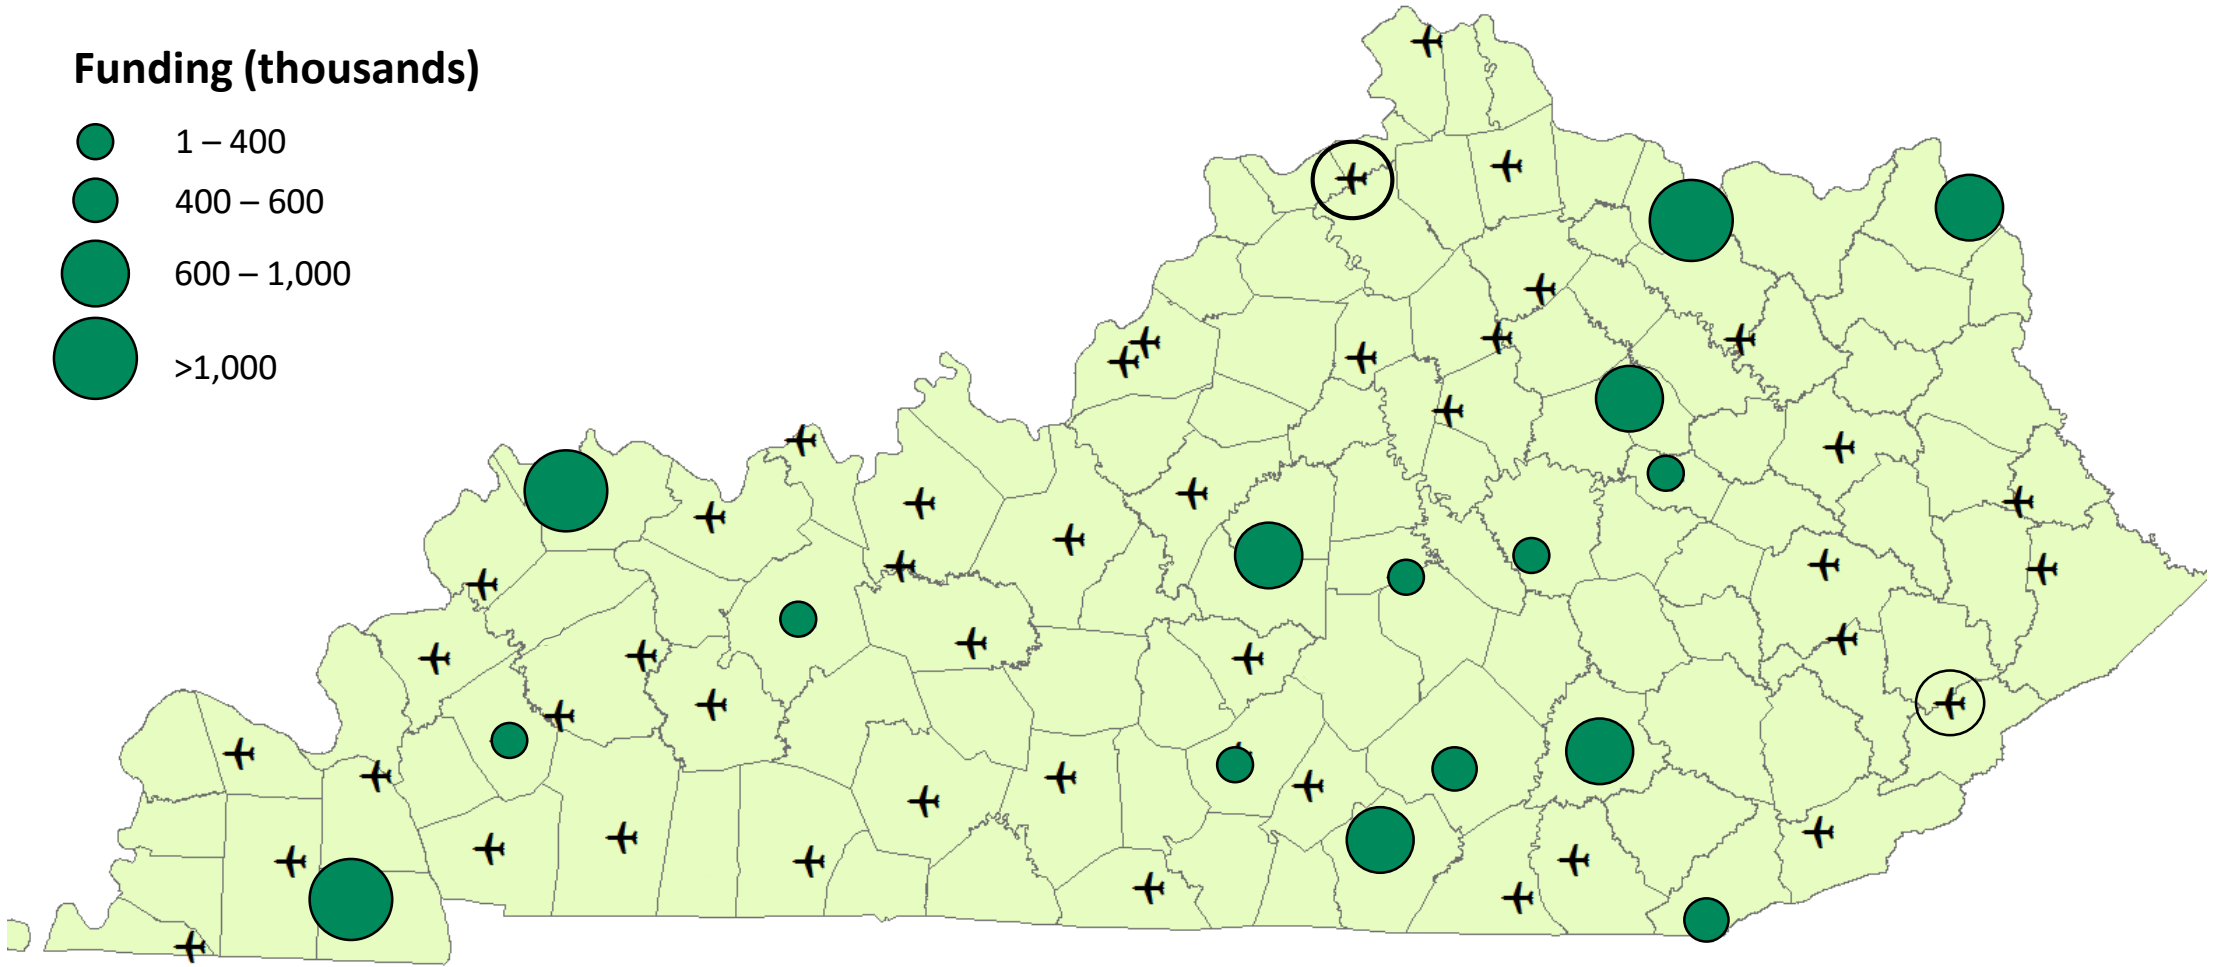 Funding (thousands)
1 – 400
400 – 600
600 – 1,000
>1,000